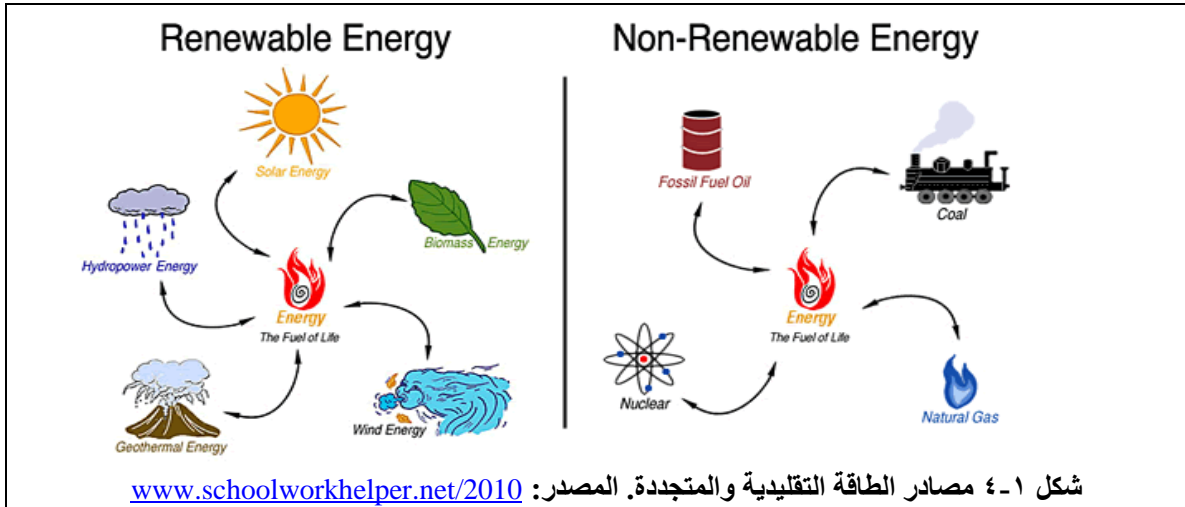 Renewable Energy
Non-Renewable Energy
Solar Energy
Biomass Energy
Hydropower Energy
Energy
The Fuel of Life
Geothermal Energy
Wind Energy
Fossil Fuel Oil
Coal
Energy
The Fuel of Life
Nuclear
Natural Gas
شكل ١-٤ مصادر الطاقة التقليدية والمتجددة. المصدر: www.schoolworkhelper.net/2010